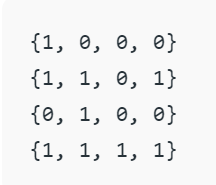 {1, 0, 0, 0}
{1, 1, 0, 1}
{0, 1, 0, 0}
{1, 1, 1, 1}